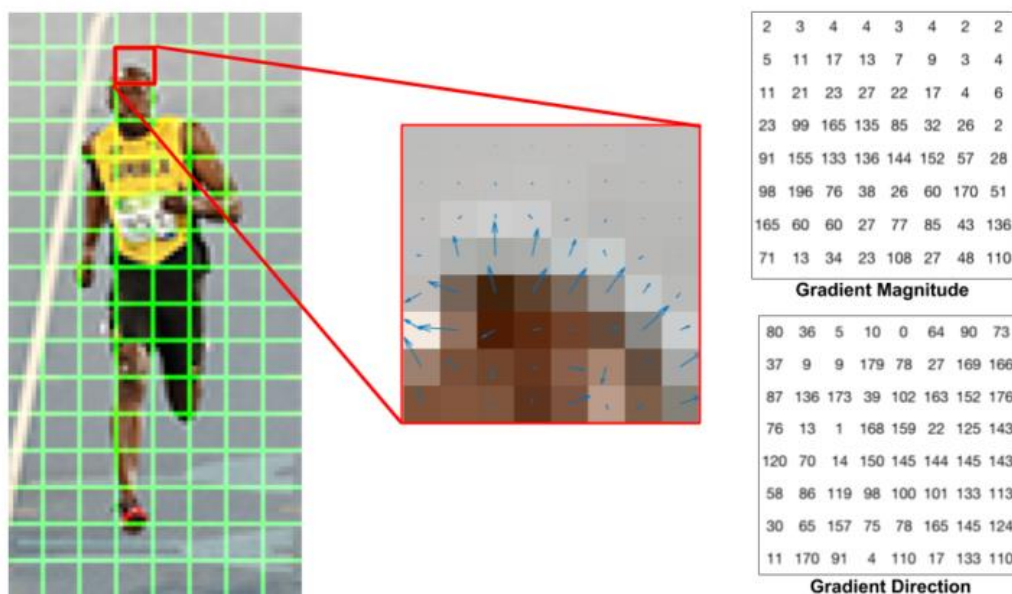 2 3 4 4 3 4 2 2
5 11 17 13 7 9 3 4
11 21 23 27 22 17 4 6
23 99 165 135 85 32 26 2
91 155 133 136 144 152 57 28
98 196 76 38 26 60 170 51
165 60 60 27 77 85 43 136
71 13 34 23 108 27 48 110
Gradient Magnitude
80 36 5 10 0 64 90 73
37 9 9 179 78 27 169 166
87 136 173 39 102 163 152 176
76 13 1 168 159 22 125 143
120 70 14 150 145 144 145 143
58 86 119 98 100 101 133 113
30 65 157 75 78 165 145 124
11 170 91 4 110 17 133 110
Gradient Direction